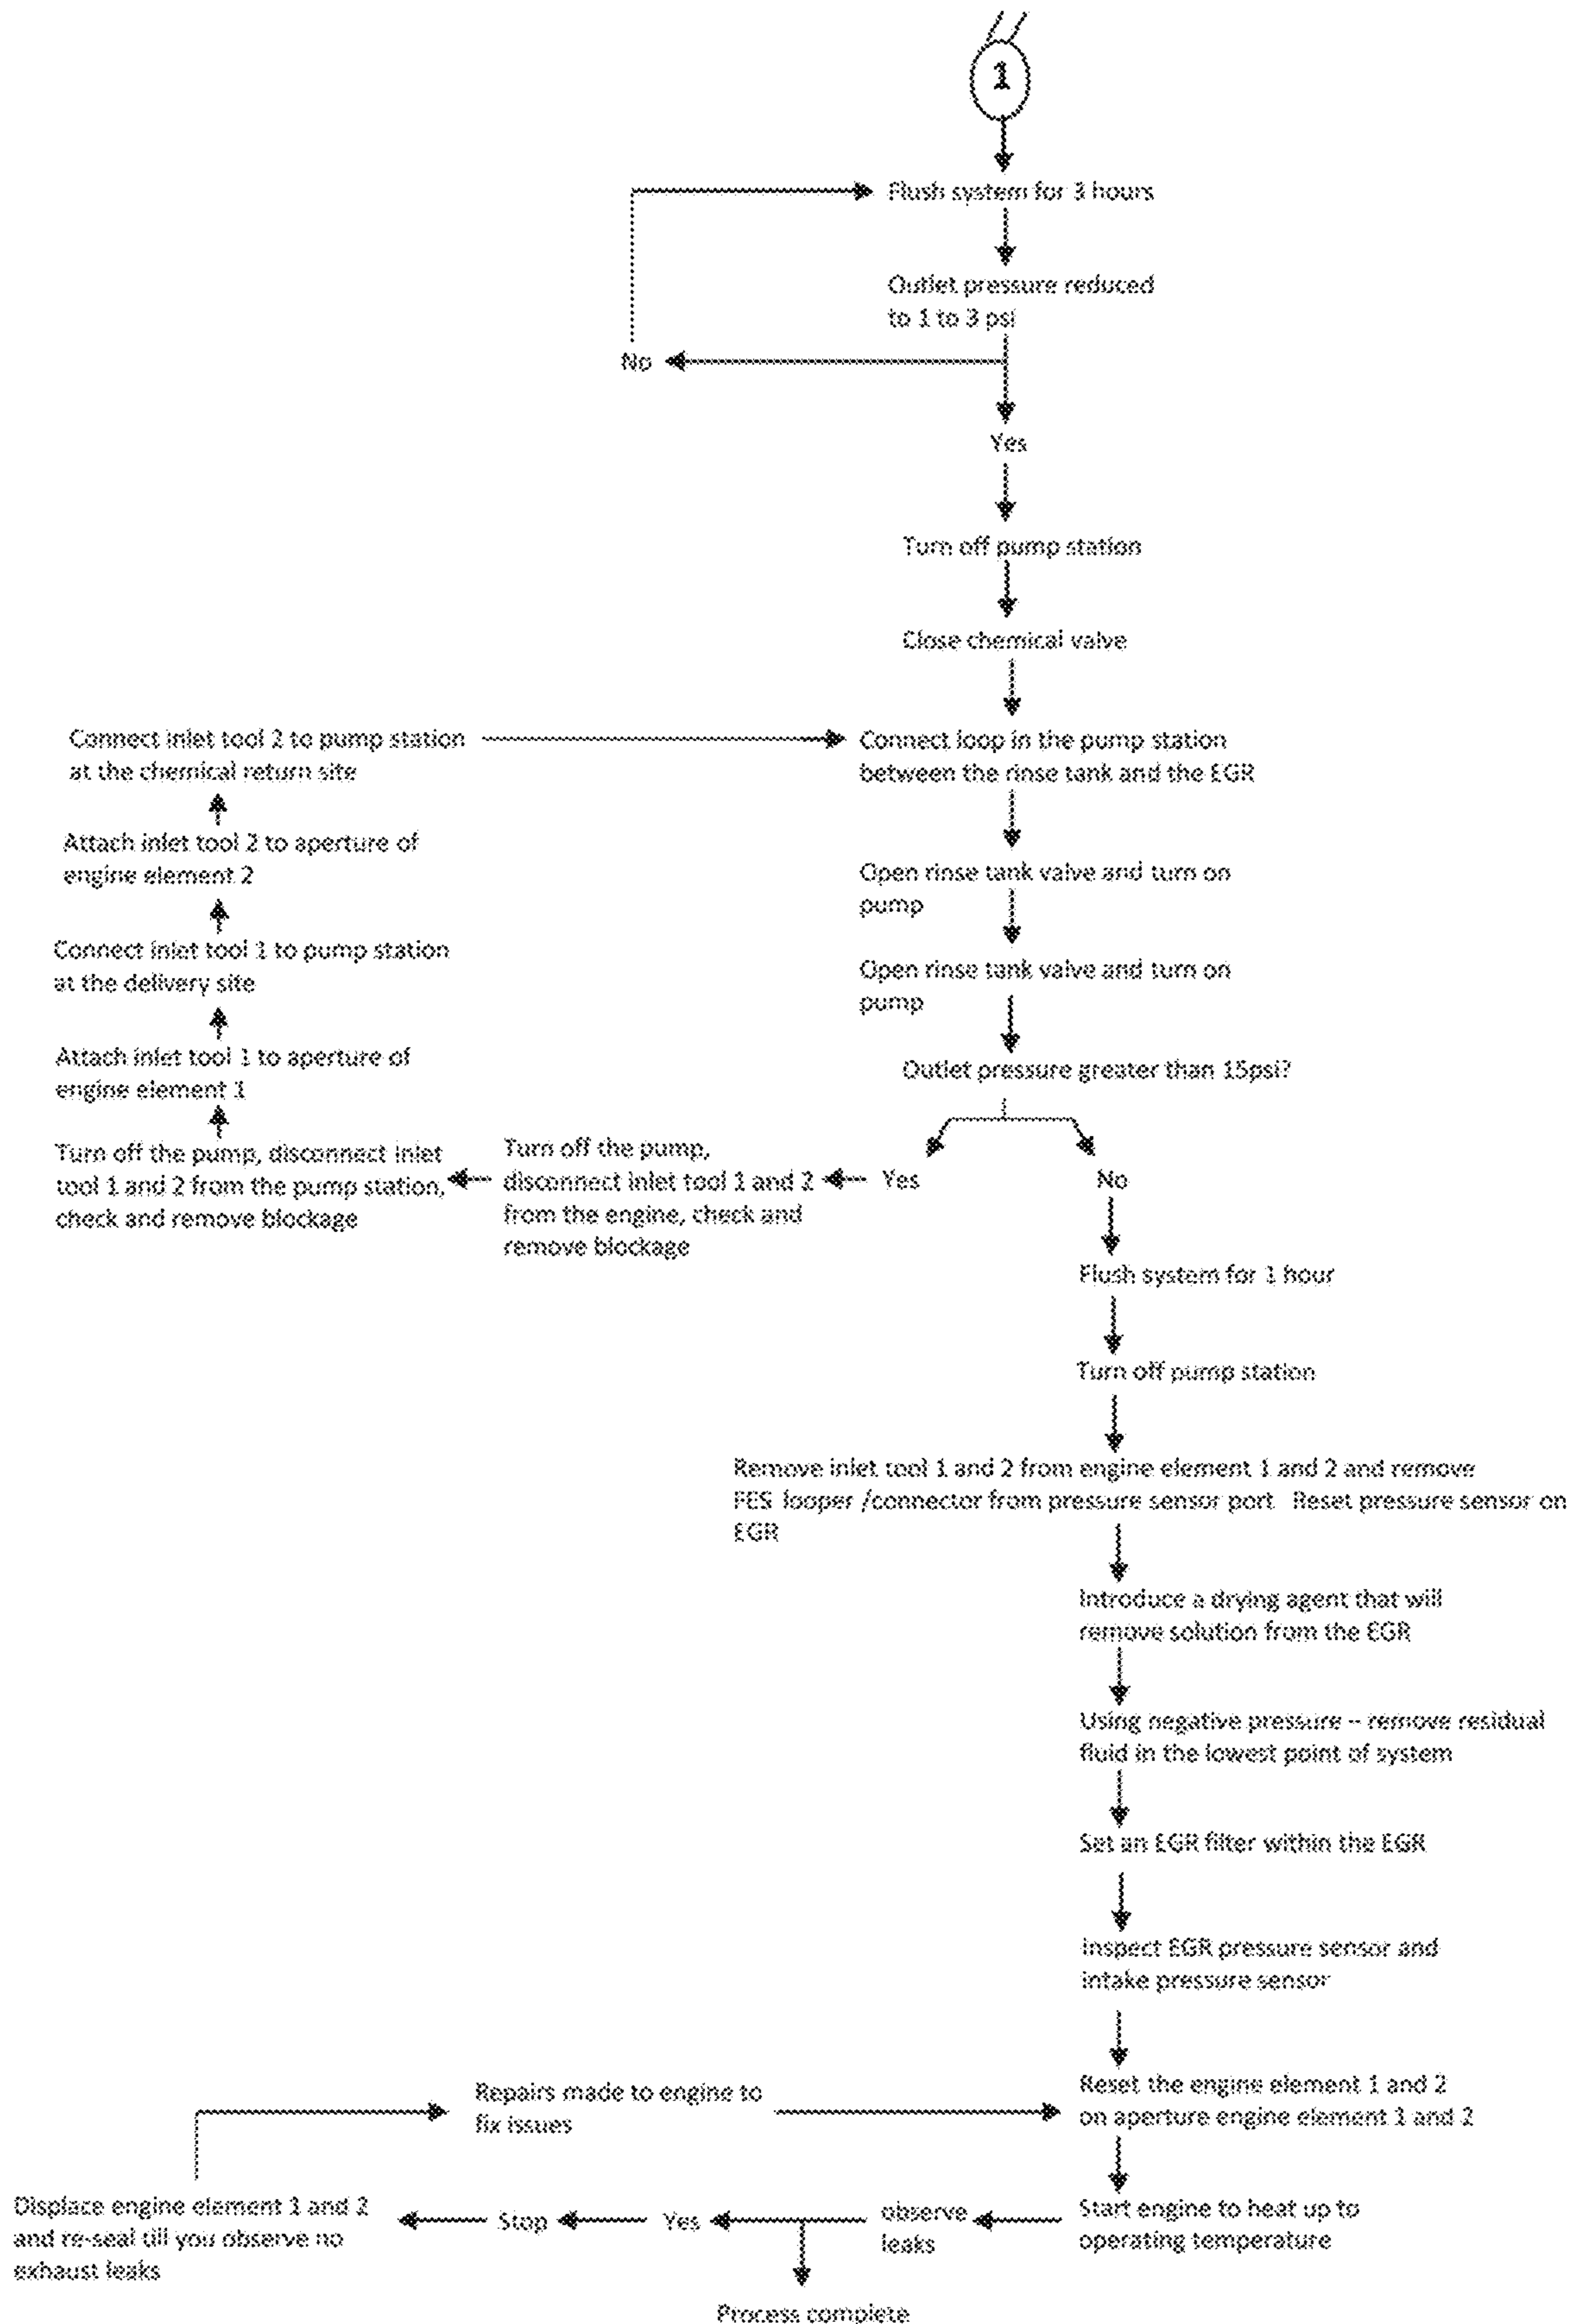 1
Flush system for 3 hours
Outlet pressure reduced
to 1 to 3 psi
No
Yes
Turn off pump station
Close chemical valve
Connect inlet tool 2 to pump station
at the chemical return site
Connect loop in the pump station
between the rinse tank and the EGR
Attach inlet tool 2 to aperture of
engine element 2
Open rinse tank valve and turn on
pump
Connect inlet tool 1 to pump station
at the delivery site
Open rinse tank valve and turn on
pump
Attach inlet tool 1 to aperture of
engine element 1
Outlet pressure greater than 15psi?
Turn off the pump, disconnect inlet
tool 1 and 2 from the pump station,
check and remove blockage
Turn off the pump,
disconnect inlet tool 1 and 2
from the engine, check and
remove blockage
Yes
No
Flush system for 1 hour
Turn off pump station
Remove inlet tool 1 and 2 from engine element 1 and 2 and remove
FES looper /connector from pressure sensor port Reset pressure sensor on
EGR
Introduce a drying agent that will
remove solution from the EGR
Using negative pressure – remove residual
fluid in the lowest point of system
Set an EGR filter within the EGR
Inspect EGR pressure sensor and
intake pressure sensor
Repairs made to engine to
fix issues
Reset the engine element 1 and 2
on aperture engine element 1 and 2
Displace engine element 1 and 2
and re-seal till you observe no
exhaust leaks
Stop
Yes
observe
leaks
Start engine to heat up to
operating temperature
Process complete